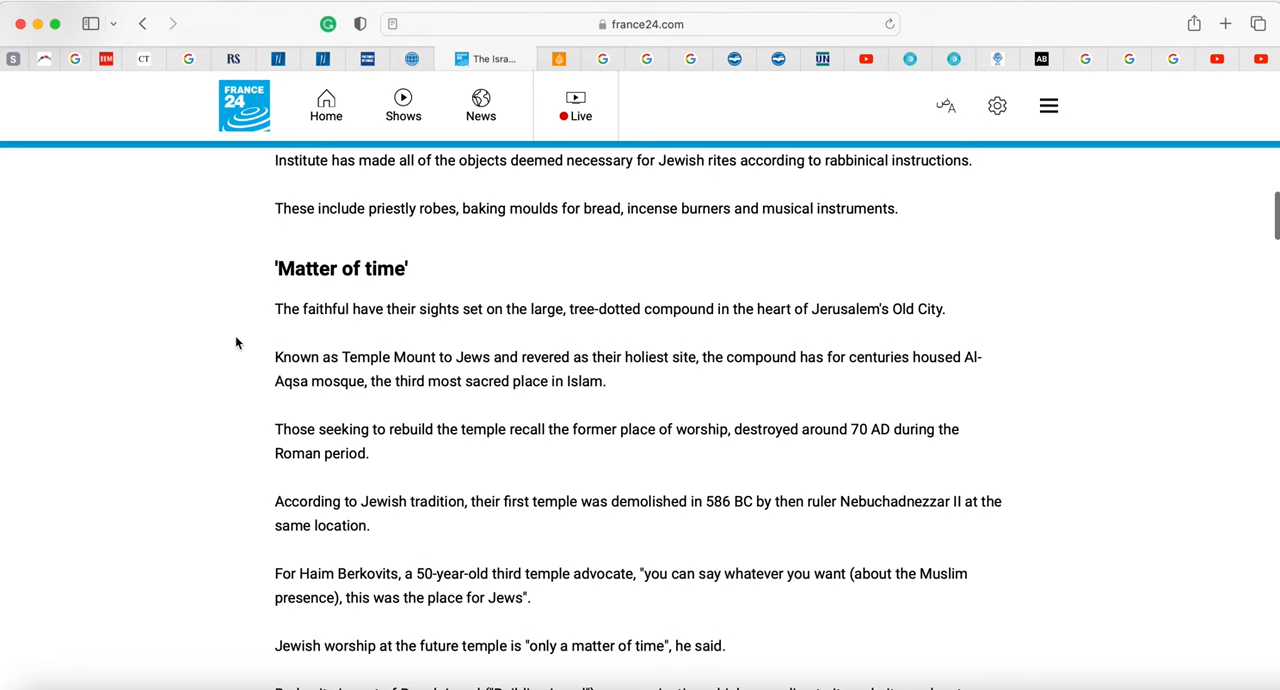 france24.com
S
HM
CT
RS
The Isra...
UN
AB
FRANCE
24
Home
Shows
News
Live
Institute has made all of the objects deemed necessary for Jewish rites according to rabbinical instructions.
These include priestly robes, baking moulds for bread, incense burners and musical instruments.
'Matter of time'
The faithful have their sights set on the large, tree-dotted compound in the heart of Jerusalem's Old City.
Known as Temple Mount to Jews and revered as their holiest site, the compound has for centuries housed Al-
Aqsa mosque, the third most sacred place in Islam.
Those seeking to rebuild the temple recall the former place of worship, destroyed around 70 AD during the
Roman period.
According to Jewish tradition, their first temple was demolished in 586 BC by then ruler Nebuchadnezzar II at the
same location.
For Haim Berkovits, a 50-year-old third temple advocate, "you can say whatever you want (about the Muslim
presence), this was the place for Jews".
Jewish worship at the future temple is "only a matter of time", he said.